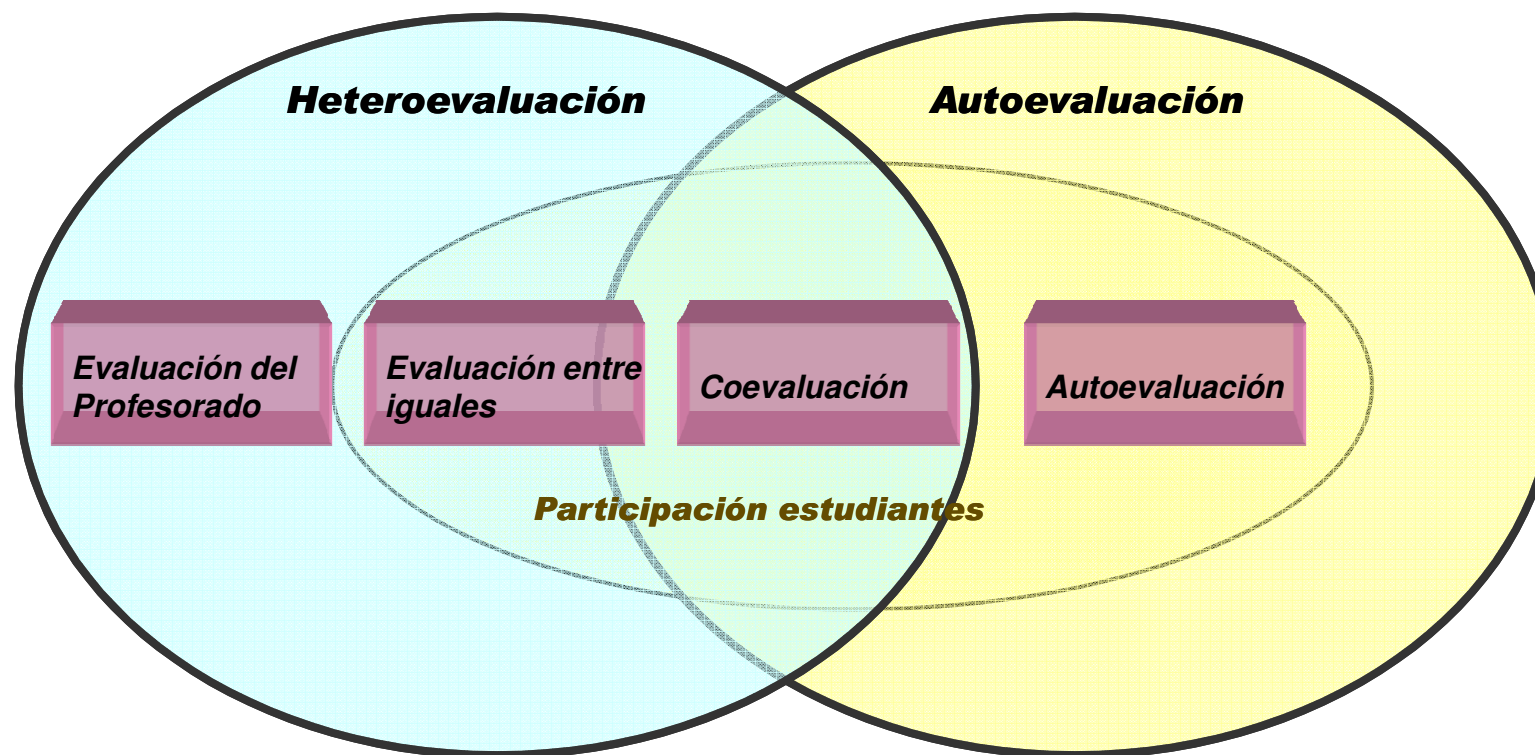 Heteroevaluación
Autoevaluación
Evaluación del
Profesorado
Evaluación entre
iguales
Coevaluación
Autoevaluación
Participación estudiantes